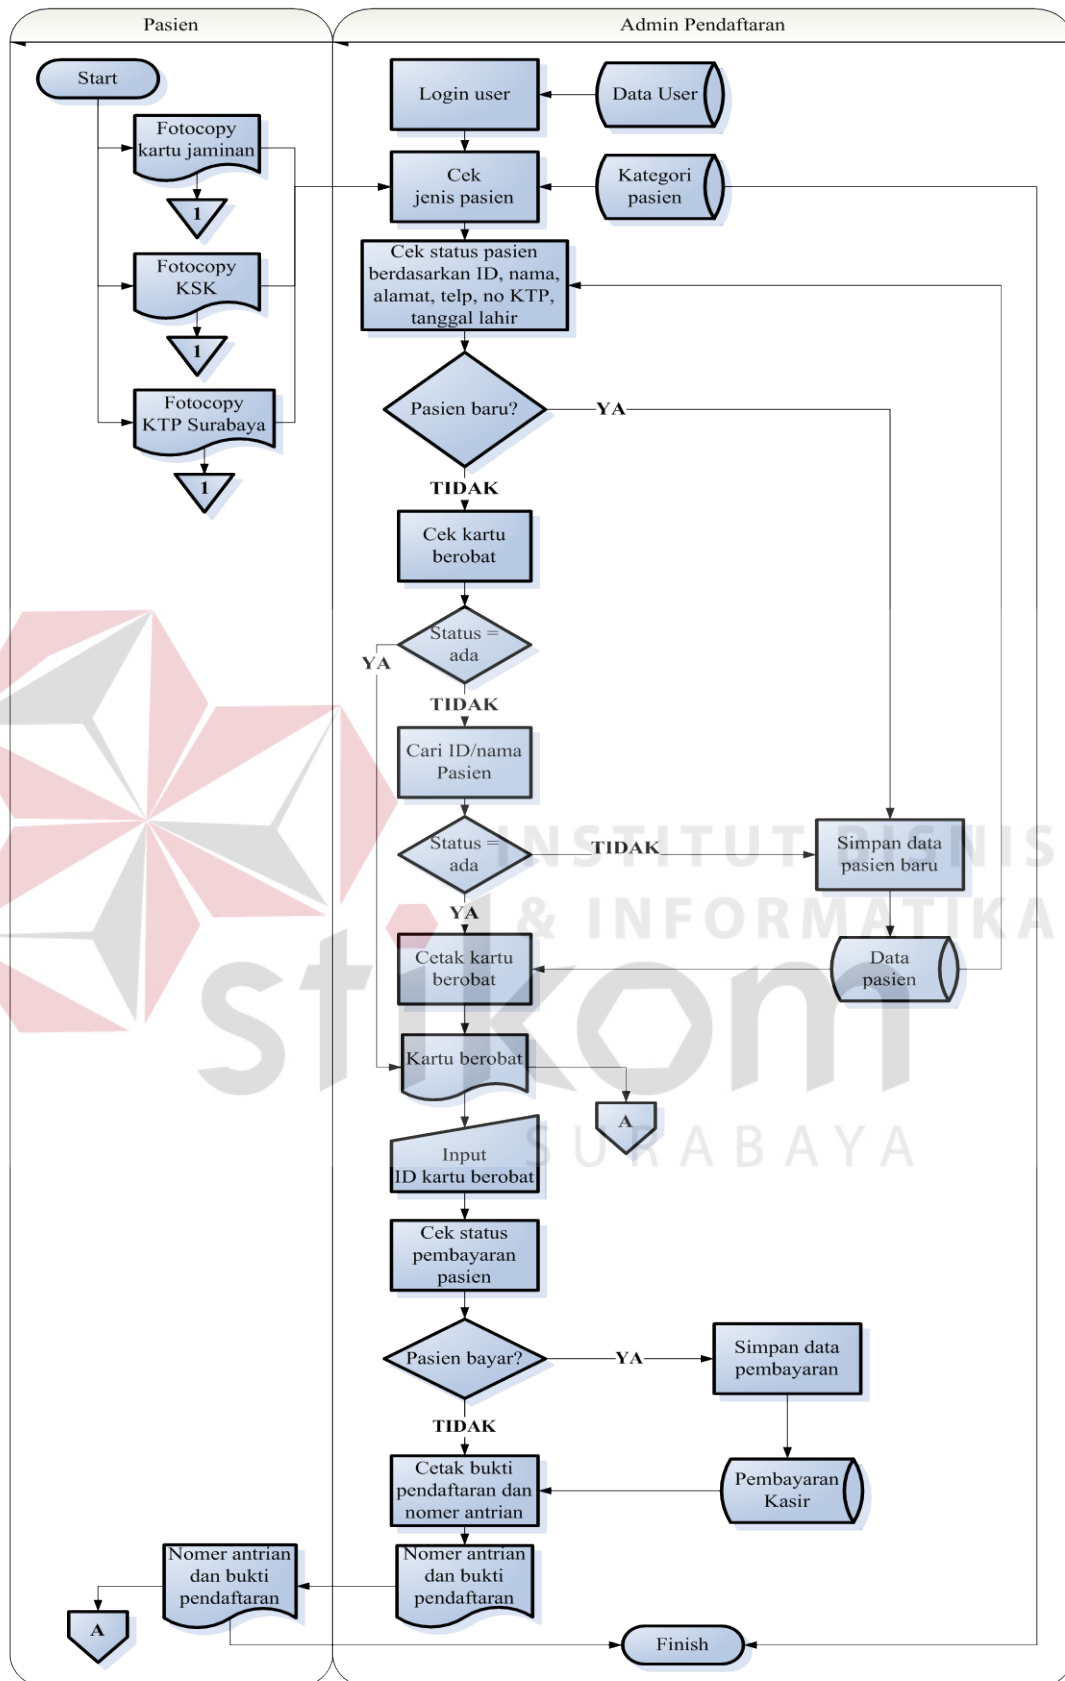 Pasien
Admin Pendaftaran
Start
Fotocopy
kartu jaminan
1
Fotocopy
KSK
1
Fotocopy
KTP Surabaya
1
Login user
Data User
Cek
jenis pasien
Kategori
pasien
Cek status pasien
berdasarkan ID, nama,
alamat, telp, no KTP,
tanggal lahir
Pasien baru?
YA
TIDAK
Cek kartu
berobat
Status =
ada
YA
TIDAK
Cari ID/nama
Pasien
Status =
ada
TIDAK
Simpan data
pasien baru
YA
Cetak kartu
berobat
Data
pasien
Kartu berobat
A
Input
ID kartu berobat
Cek status
pembayaran
pasien
Pasien bayar?
YA
Simpan data
pembayaran
TIDAK
Cetak bukti
pendaftaran dan
nomer antrian
Pembayaran
Kasir
Nomer antrian
dan bukti
pendaftaran
Nomer antrian
dan bukti
pendaftaran
A
Finish
INSTITUT BISNIS
& INFORMATIKA
stikom
SURABAYA